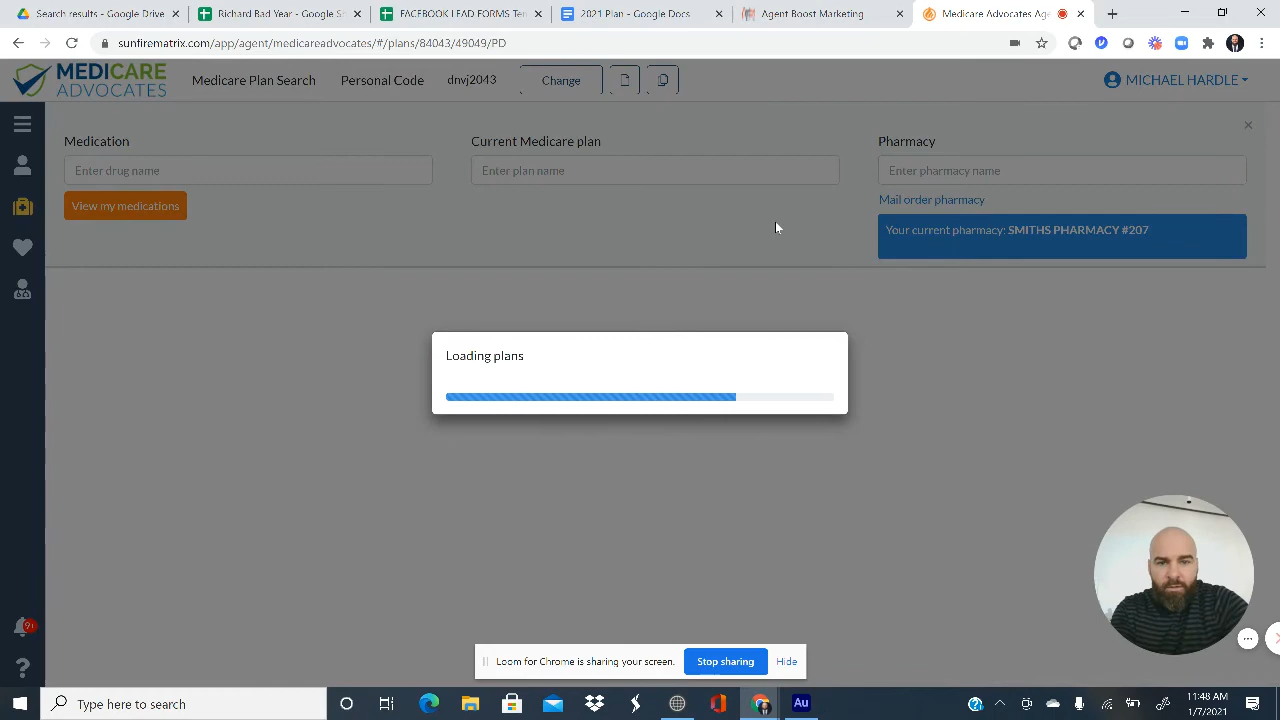 Search results - Google Drive
Richard Bad Year - Google S
FACEBOOK LEAD FORMS Te
2021 Plan - Google Docs
Agent Boost Marketing
Medicare Advocates Ag
sunfirematrix.com/app/agent/medicareadvocates/#/plans/84043/49049/PD
MEDICARE
ADVOCATES
Medicare Plan Search
Personal Code
dnvj2043
Change
MICHAEL HARDLE
Medication
Current Medicare plan
Pharmacy
Enter drug name
Enter plan name
Enter pharmacy name
View my medications
Mail order pharmacy
Your current pharmacy: SMITHS PHARMACY #207
Loading plans
9+
Loom for Chrome is sharing your screen.
Stop sharing
Hide
Type here to search
Au
11:48 AM
1/7/2021